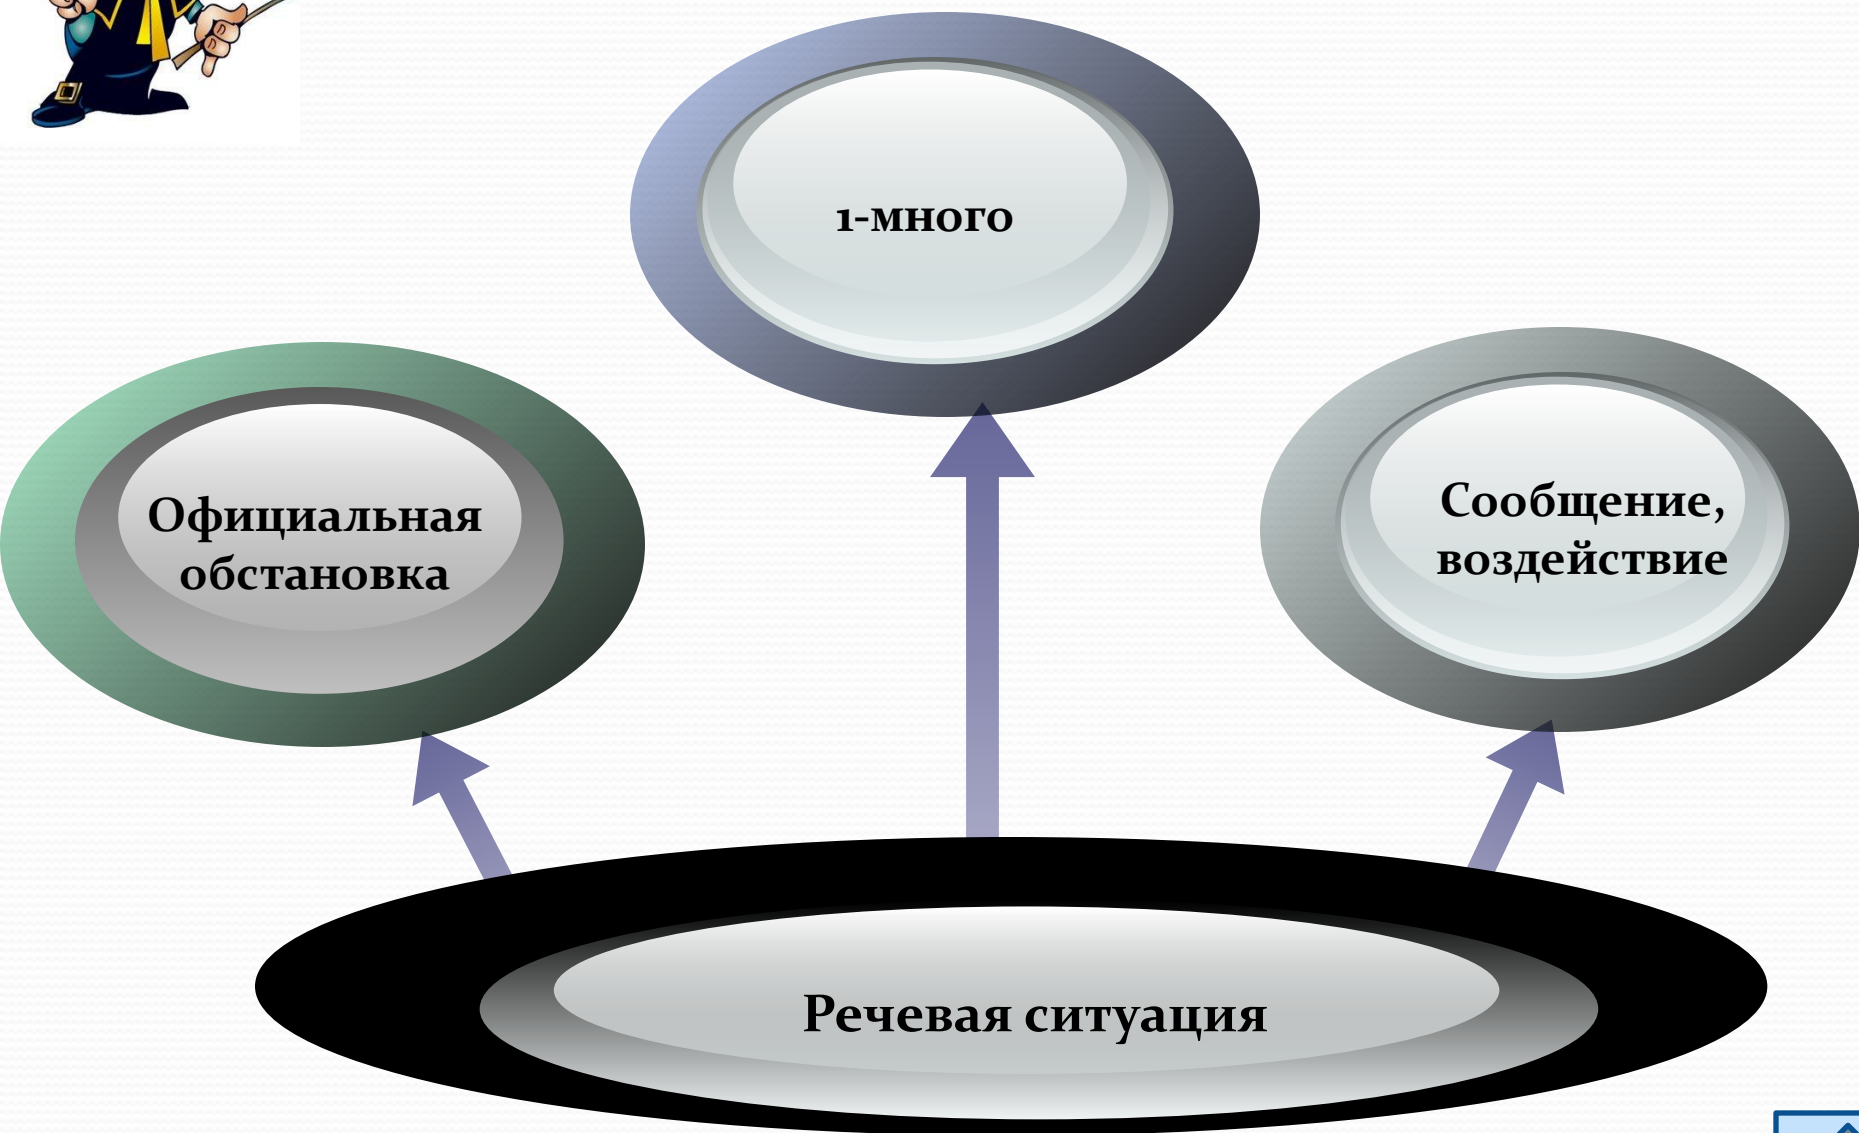 1-много
Официальная
обстановка
Сообщение,
воздействие
Речевая ситуация